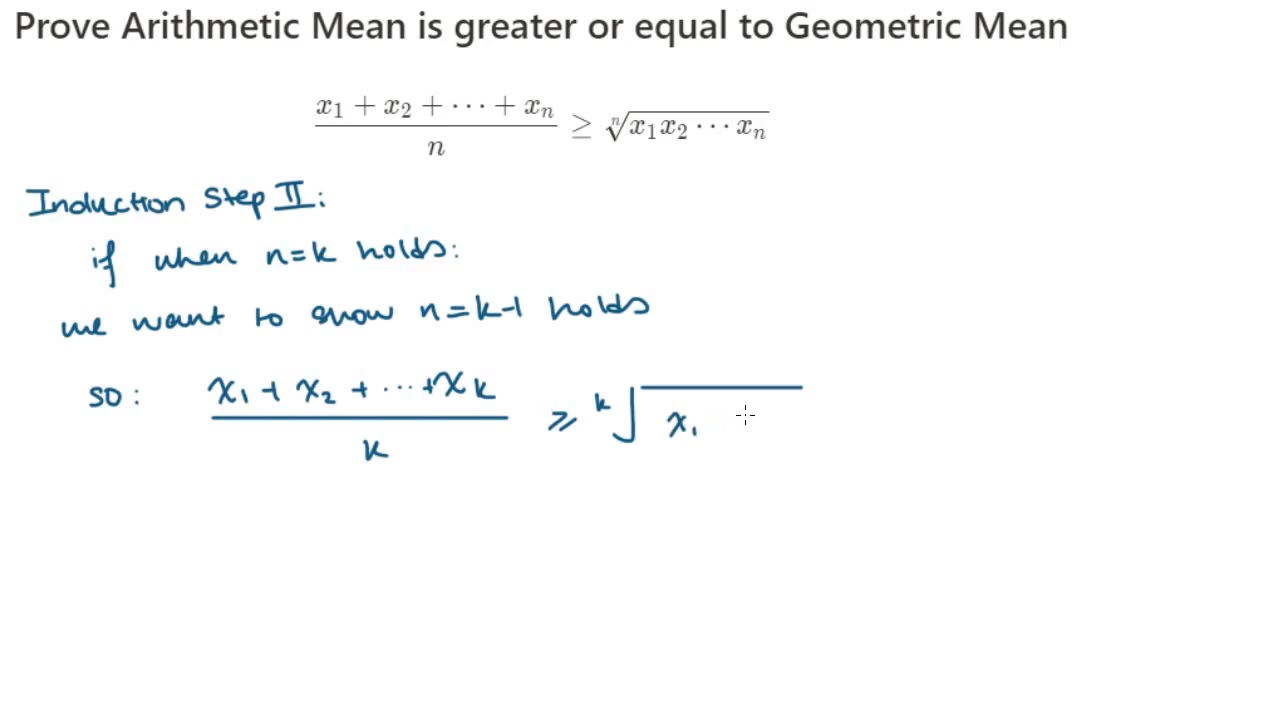 Prove Arithmetic Mean is greater or equal to Geometric Mean
x₁ + x₂ + ⋯ + xₙ
n
≥ ⁿ√x₁x₂ ⋯ xₙ
Induction Step II:
if when n=k holds:
we want to show n=k-1 holds
so: x₁ + x₂ + ⋯ + xₖ
k
≥ ᵏ√x₁